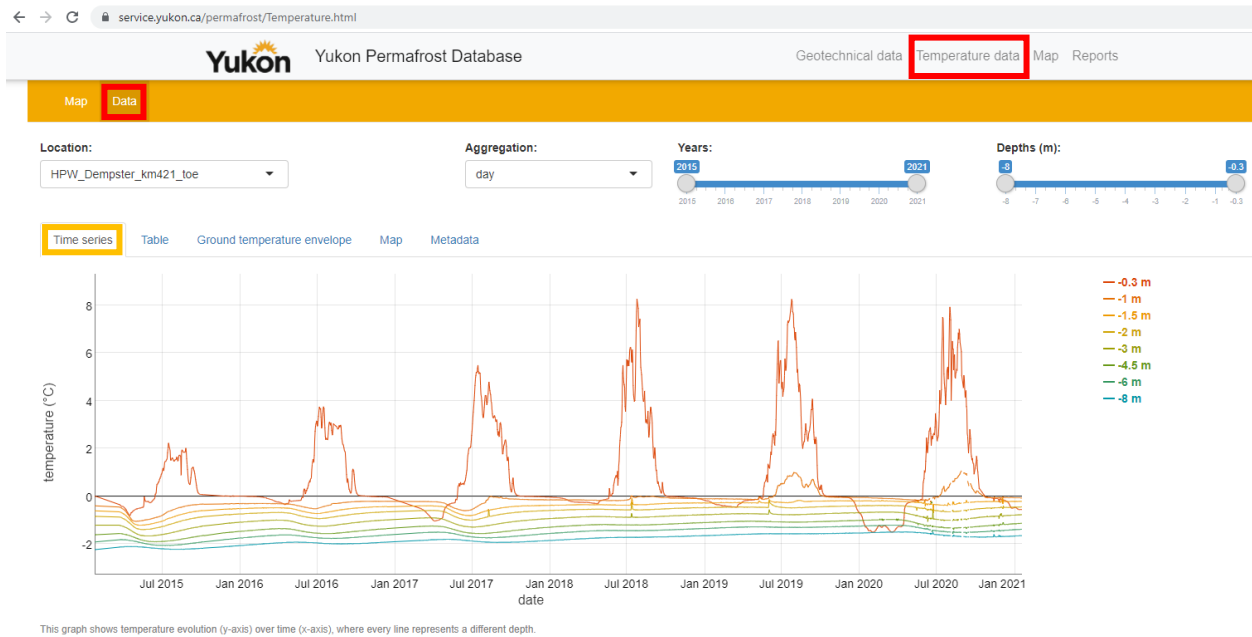 service.yukon.ca/permafrost/Temperature.html
Yukon Yukon Permafrost Database Geotechnical data Temperature data Map Reports
Map Data
Location: Aggregation: Years: Depths (m):
HPW_Dempster_km421_toe day 2015 2021 -8 -0.3
2015 2016 2017 2018 2019 2020 2021 -8 -7 -6 -5 -4 -3 -2 -1 -0.3
Time series Table Ground temperature envelope Map Metadata
-0.3 m
-1 m
-1.5 m
-2 m
-3 m
-4.5 m
-6 m
-8 m
8
6
4
2
0
-2
temperature (°C)
Jul 2015 Jan 2016 Jul 2016 Jan 2017 Jul 2017 Jan 2018 Jul 2018 Jan 2019 Jul 2019 Jan 2020 Jul 2020 Jan 2021
date
This graph shows temperature evolution (y-axis) over time (x-axis), where every line represents a different depth.